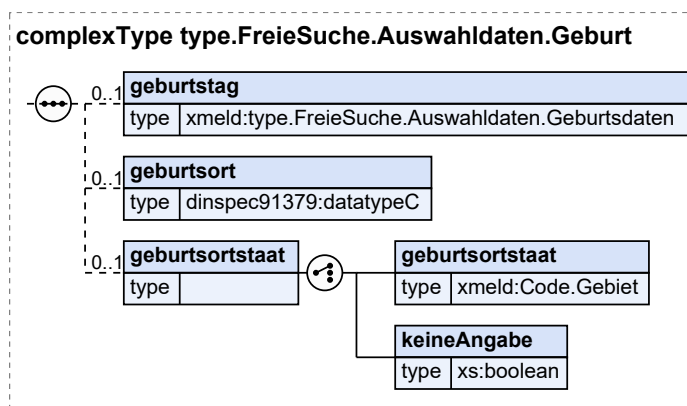 complexType type.FreieSuche.Auswahldaten.Geburt
0..1 geburtstag
type xmeld:type.FreieSuche.Auswahldaten.Geburtsdaten
0..1 geburtsort
type dinspec91379:datatypeC
0..1 geburtsortstaat geburtsortstaat
type type xmeld:Code.Gebiet
keineAngabe
type xs:boolean